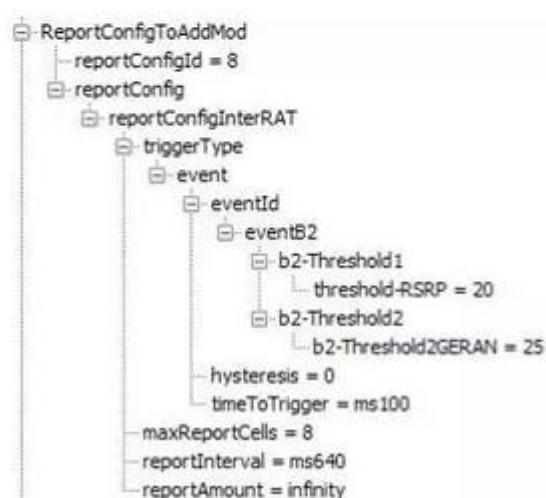 ReportConfigToAddMod
reportConfigId = 8
reportConfig
reportConfigInterRAT
triggerType
event
eventId
eventB2
b2-Threshold1
threshold-RSRP = 20
b2-Threshold2
b2-Threshold2GERAN = 25
hysteresis = 0
timeToTrigger = ms100
maxReportCells = 8
reportInterval = ms640
reportAmount = infinity